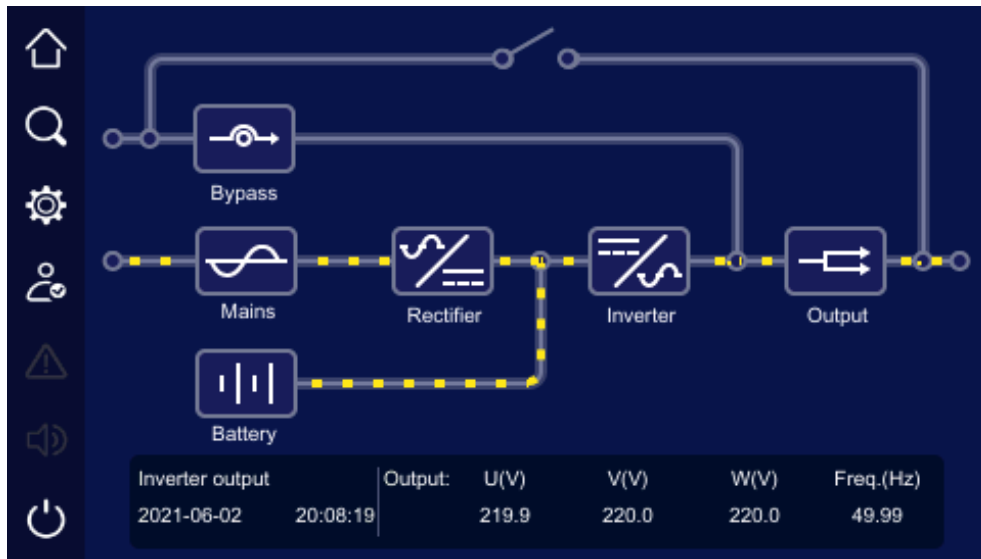 Bypass
Mains
Rectifier
Inverter
Output
Battery
Inverter output Output: U(V) V(V) W(V) Freq.(Hz)
2021-06-02 20:08:19 219.9 220.0 220.0 49.99